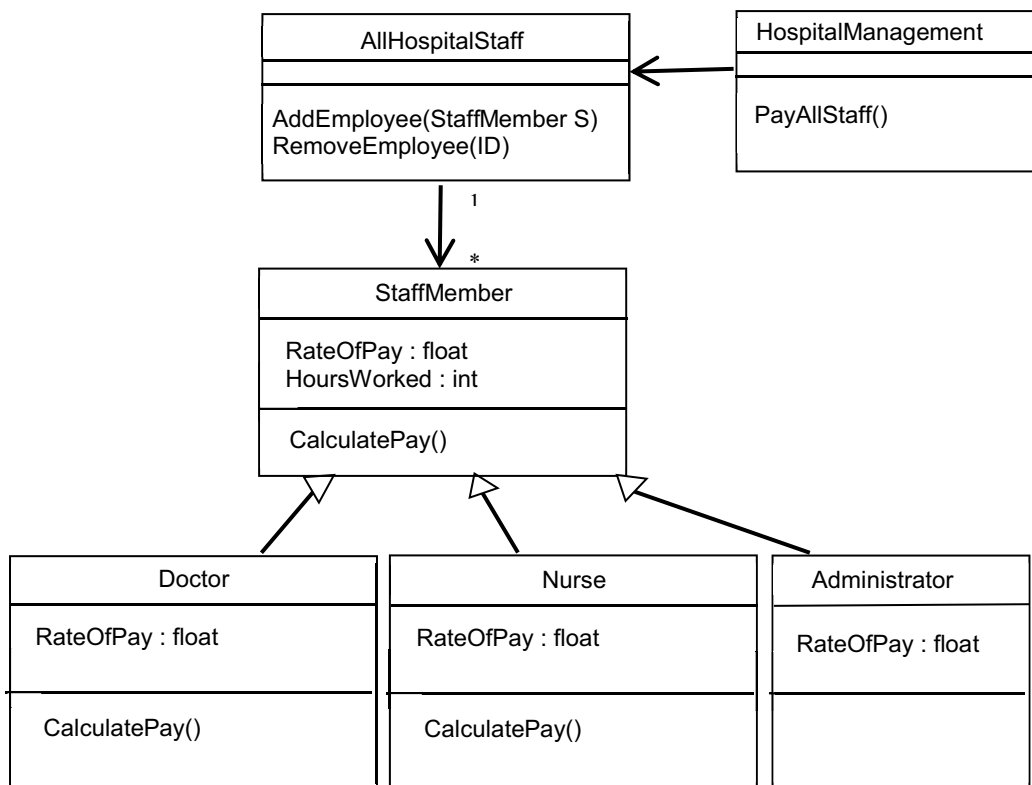 AllHospitalStaff
AddEmployee(StaffMember S)
RemoveEmployee(ID)
HospitalManagement
PayAllStaff()
1
*
StaffMember
RateOfPay : float
HoursWorked : int
CalculatePay()
Doctor
RateOfPay : float
CalculatePay()
Nurse
RateOfPay : float
CalculatePay()
Administrator
RateOfPay : float